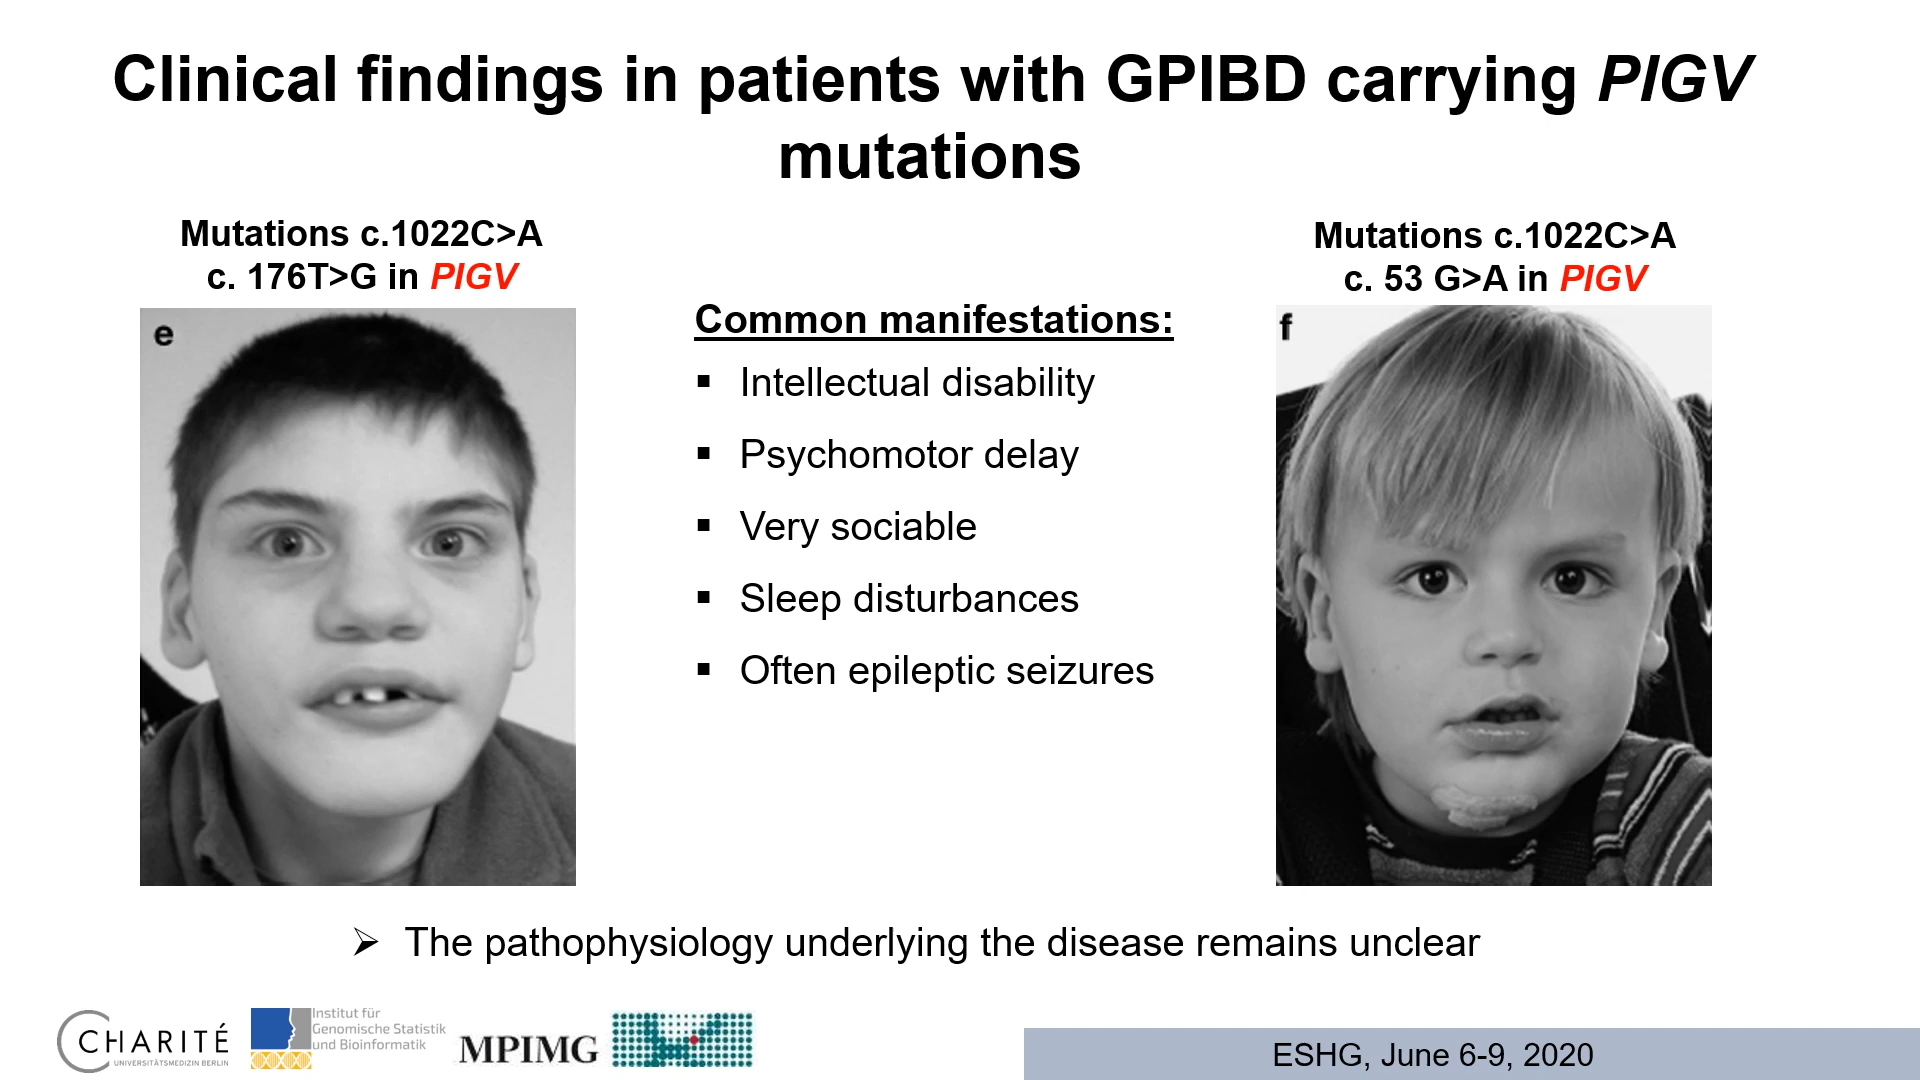 Clinical findings in patients with GPIBD carrying PIGV
mutations
Mutations c.1022C>A
c. 176T>G in PIGV
e
Common manifestations:
▪ Intellectual disability
▪ Psychomotor delay
▪ Very sociable
▪ Sleep disturbances
▪ Often epileptic seizures
Mutations c.1022C>A
c. 53 G>A in PIGV
f
➢ The pathophysiology underlying the disease remains unclear
CHARITÉ
UNIVERSITÄTSMEDIZIN BERLIN
Institut für
Genomische Statistik
und Bioinformatik
MPIMG
ESHG, June 6-9, 2020